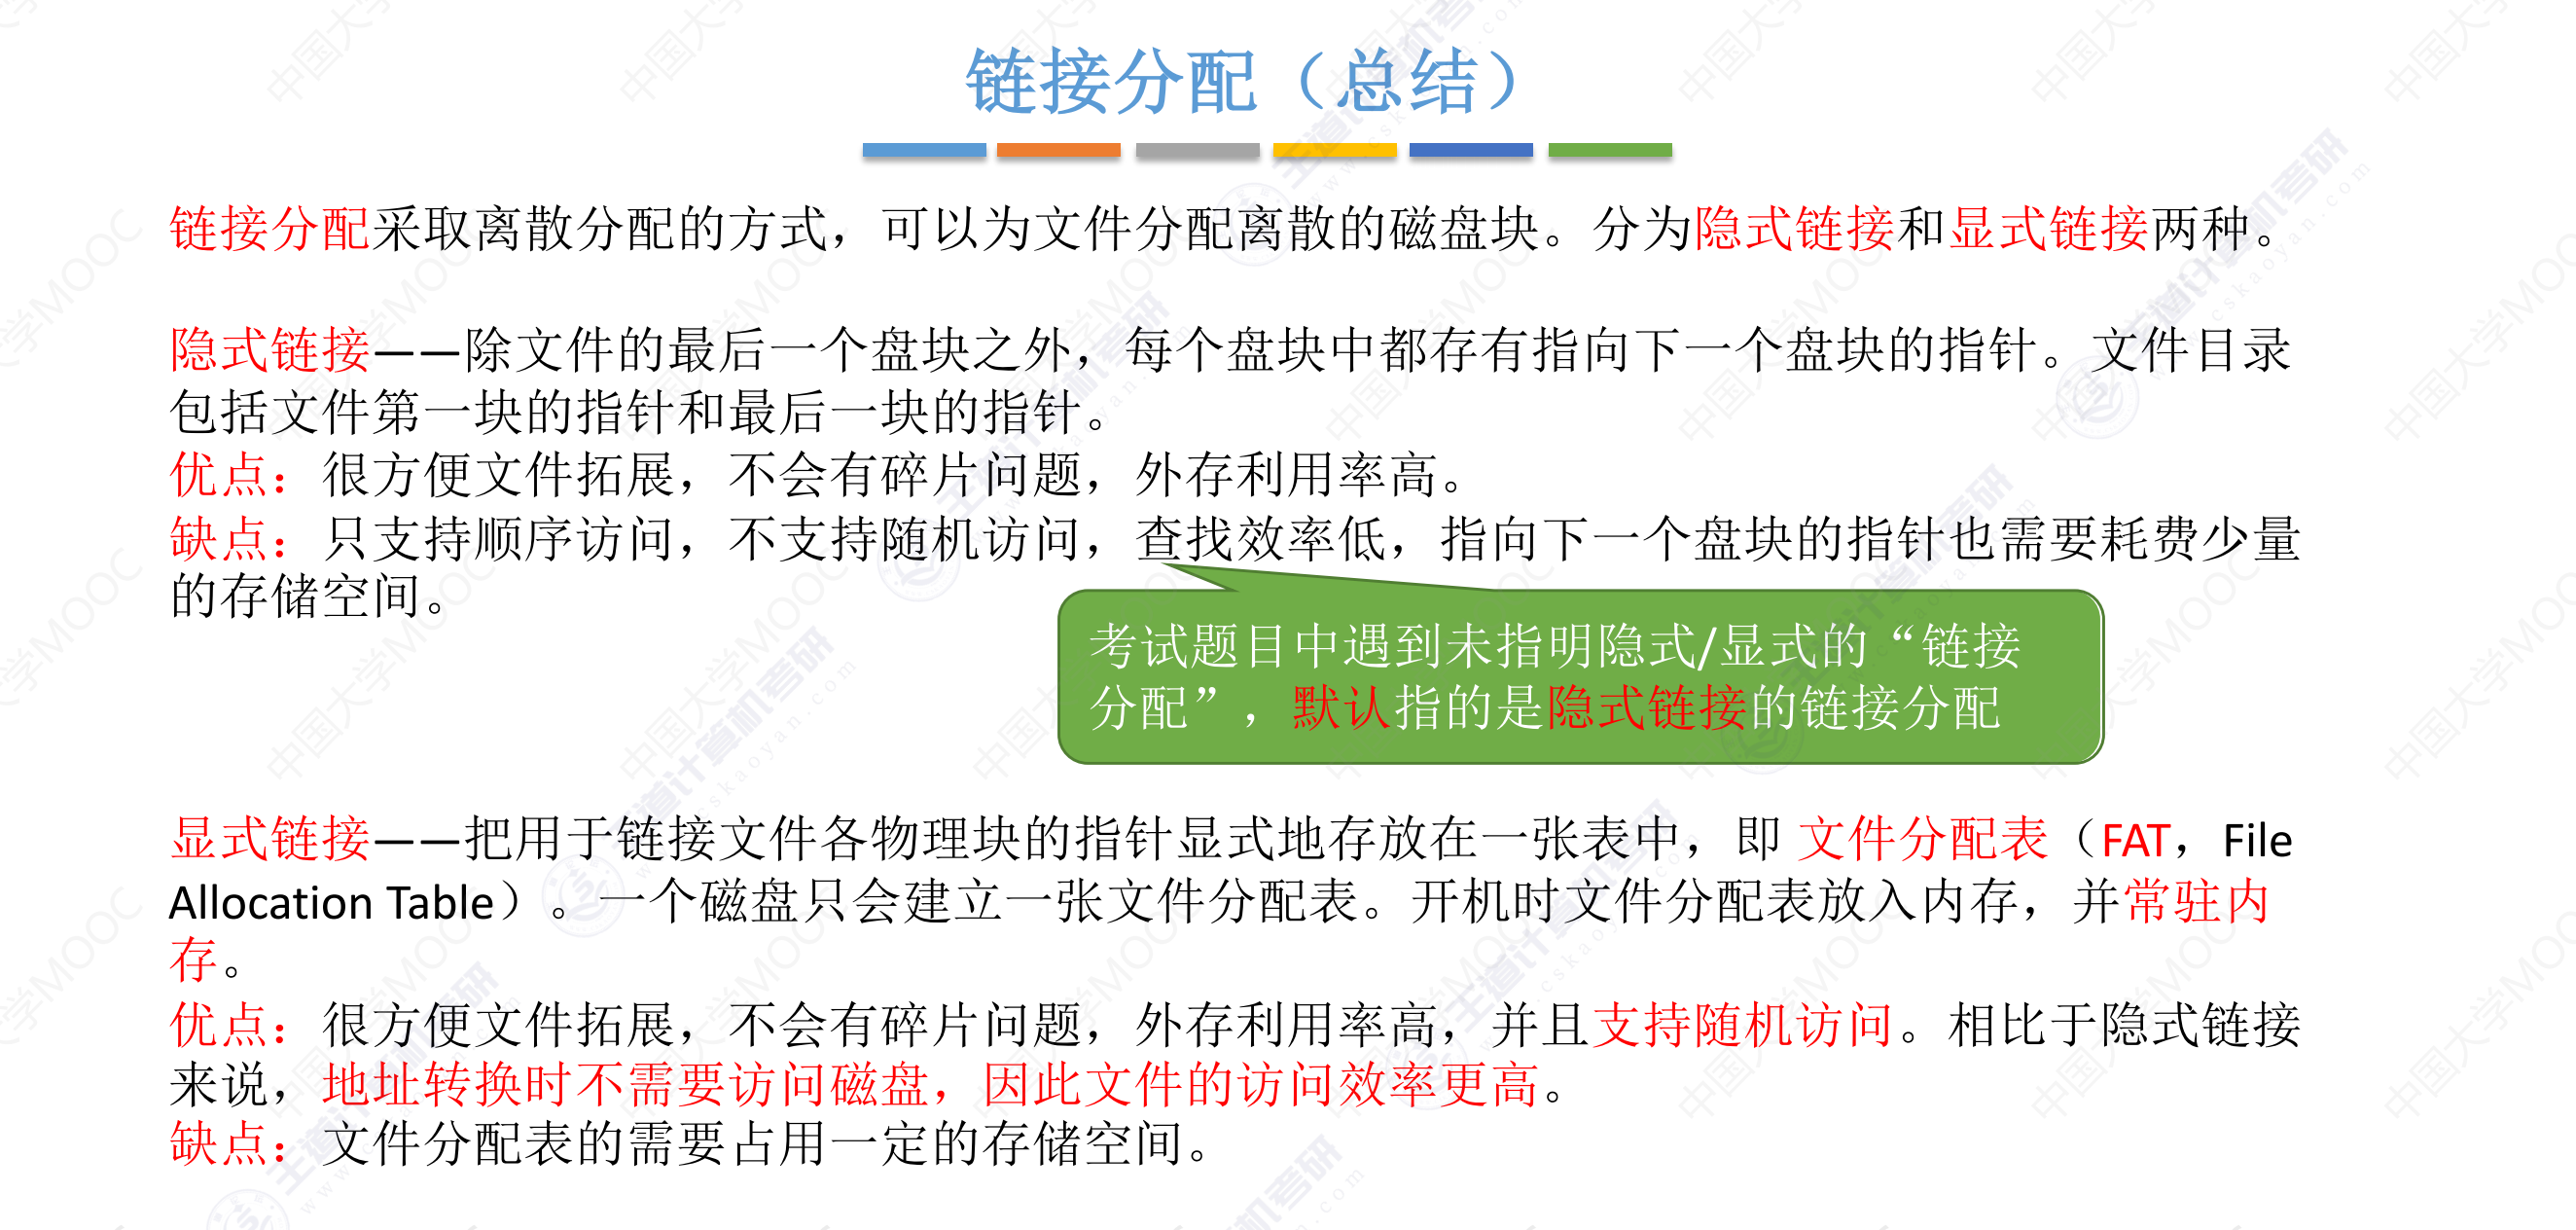 链接分配（总结）
链接分配采取离散分配的方式，可以为文件分配离散的磁盘块。分为隐式链接和显式链接两种。
隐式链接——除文件的最后一个盘块之外，每个盘块中都存有指向下一个盘块的指针。文件目录
包括文件第一块的指针和最后一块的指针。
优点：很方便文件拓展，不会有碎片问题，外存利用率高。
缺点：只支持顺序访问，不支持随机访问，查找效率低，指向下一个盘块的指针也需要耗费少量
的存储空间。
考试题目中遇到未指明隐式/显式的“链接
分配”，默认指的是隐式链接的链接分配
显式链接——把用于链接文件各物理块的指针显式地存放在一张表中，即 文件分配表（FAT，File
Allocation Table）。一个磁盘只会建立一张文件分配表。开机时文件分配表放入内存，并常驻内
存。
优点：很方便文件拓展，不会有碎片问题，外存利用率高，并且支持随机访问。相比于隐式链接
来说，地址转换时不需要访问磁盘，因此文件的访问效率更高。
缺点：文件分配表的需要占用一定的存储空间。
中国大学MOOC
王道计算机考研
www.cskaoyan.com